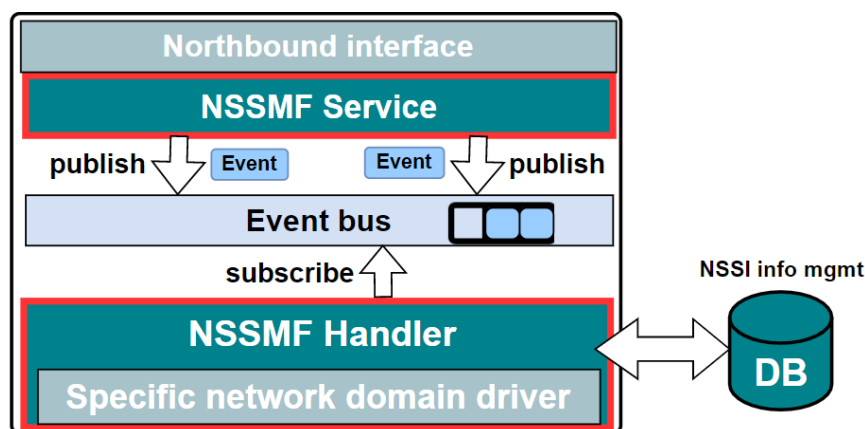 Northbound interface
NSSMF Service
publish
Event
Event
publish
Event bus
subscribe
NSSI info mgmt
NSSMF Handler
DB
Specific network domain driver